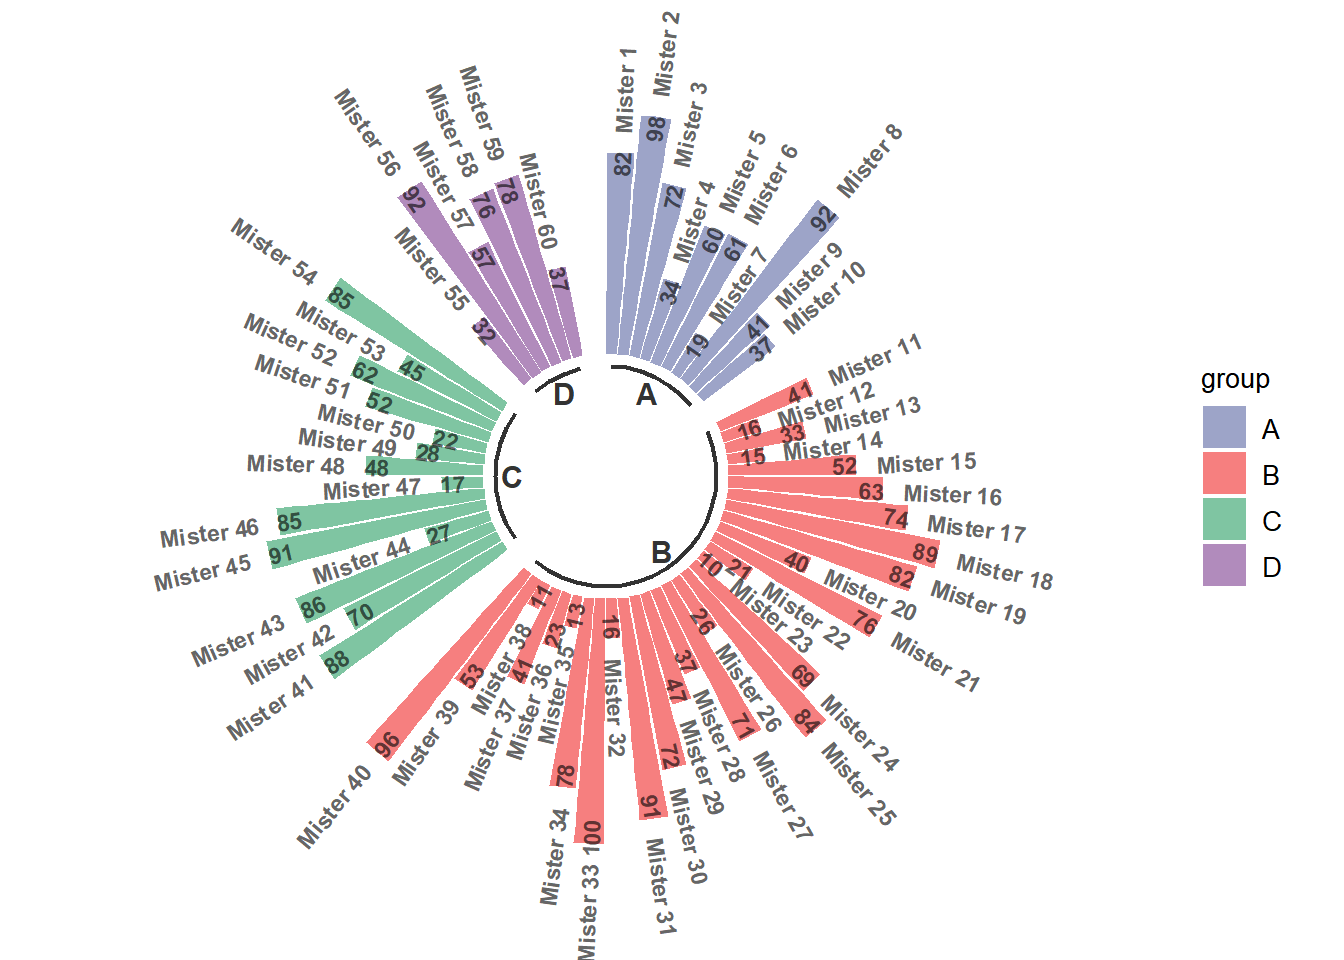 Mister 1
82
Mister 2
98
Mister 3
72
Mister 4
34
Mister 5
60
Mister 6
61
Mister 7
19
Mister 8
92
Mister 9
41
Mister 10
37
Mister 11
41
Mister 12
16
Mister 13
33
Mister 14
15
Mister 15
52
Mister 16
63
Mister 17
74
Mister 18
89
Mister 19
82
Mister 20
40
Mister 21
76
Mister 22
21
Mister 23
10
Mister 24
69
Mister 25
84
Mister 26
26
Mister 27
71
Mister 28
37
Mister 29
47
Mister 30
72
Mister 31
91
Mister 32
16
Mister 33
100
Mister 34
78
Mister 35
13
Mister 36
23
Mister 37
41
Mister 38
11
Mister 39
53
Mister 40
96
Mister 41
88
Mister 42
70
Mister 43
86
Mister 44
27
Mister 45
91
Mister 46
85
Mister 47
17
Mister 48
48
Mister 49
28
Mister 50
22
Mister 51
52
Mister 52
62
Mister 53
45
Mister 54
85
Mister 55
32
Mister 56
92
Mister 57
57
Mister 58
76
Mister 59
78
Mister 60
37
A
B
C
D
group
A
B
C
D